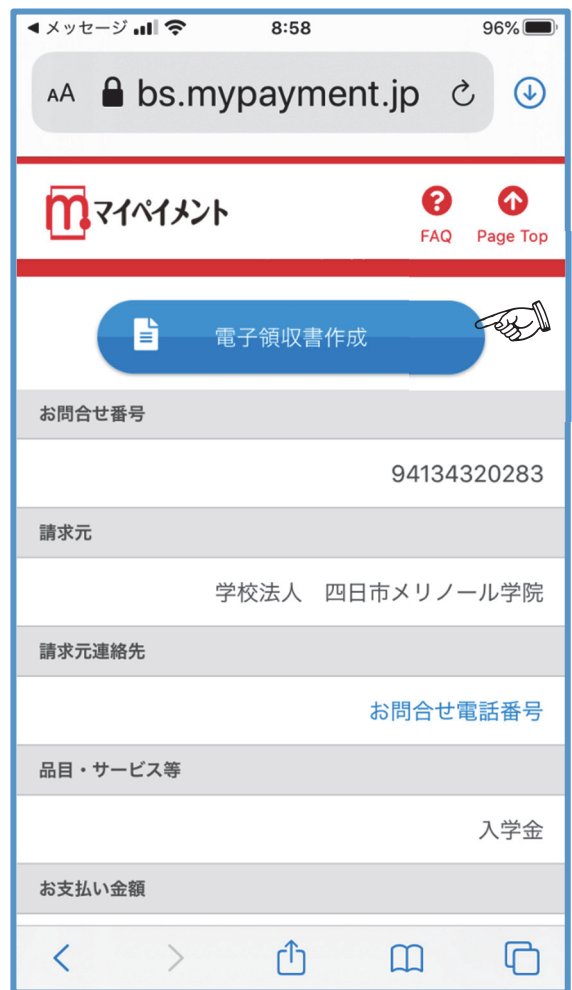 ◀メッセージ 8:58 96%
AA bs.mypayment.jp
m.マイペイメント
? FAQ Page Top
電子領収書作成
お問合せ番号
94134320283
請求元
学校法人　四日市メリノール学院
請求元連絡先
お問合せ電話番号
品目・サービス等
入学金
お支払い金額